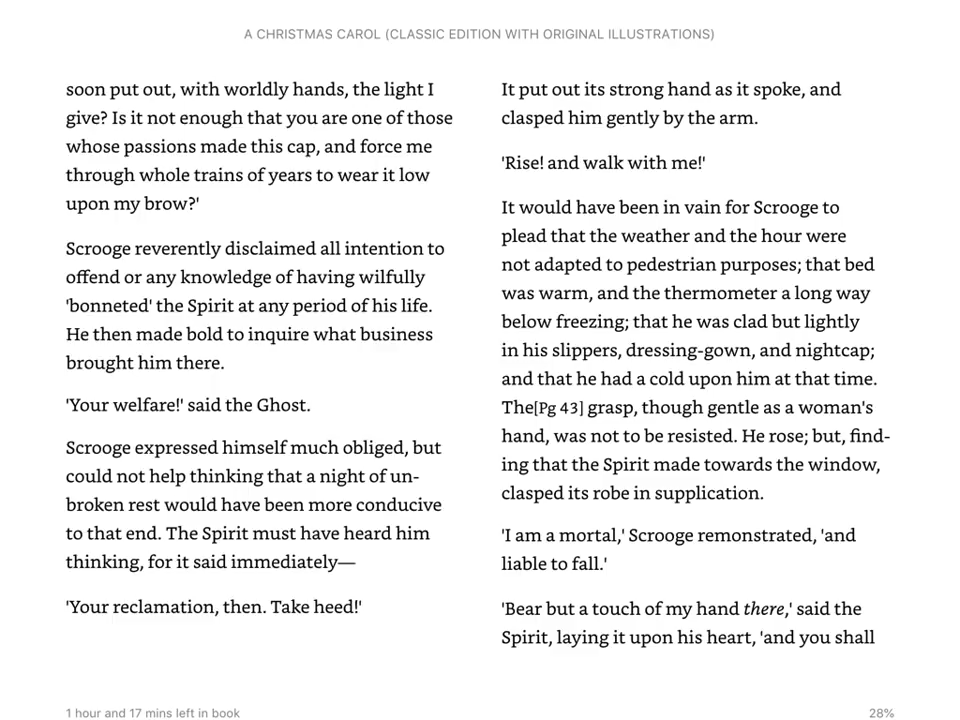 A CHRISTMAS CAROL (CLASSIC EDITION WITH ORIGINAL ILLUSTRATIONS)
soon put out, with worldly hands, the light I
give? Is it not enough that you are one of those
whose passions made this cap, and force me
through whole trains of years to wear it low
upon my brow?'
Scrooge reverently disclaimed all intention to
offend or any knowledge of having wilfully
'bonneted' the Spirit at any period of his life.
He then made bold to inquire what business
brought him there.
'Your welfare!' said the Ghost.
Scrooge expressed himself much obliged, but
could not help thinking that a night of un-
broken rest would have been more conducive
to that end. The Spirit must have heard him
thinking, for it said immediately—
'Your reclamation, then. Take heed!'
It put out its strong hand as it spoke, and
clasped him gently by the arm.
'Rise! and walk with me!'
It would have been in vain for Scrooge to
plead that the weather and the hour were
not adapted to pedestrian purposes; that bed
was warm, and the thermometer a long way
below freezing; that he was clad but lightly
in his slippers, dressing-gown, and nightcap;
and that he had a cold upon him at that time.
The[Pg 43] grasp, though gentle as a woman's
hand, was not to be resisted. He rose; but, find-
ing that the Spirit made towards the window,
clasped its robe in supplication.
'I am a mortal,' Scrooge remonstrated, 'and
liable to fall.'
'Bear but a touch of my hand there,' said the
Spirit, laying it upon his heart, 'and you shall
1 hour and 17 mins left in book
28%